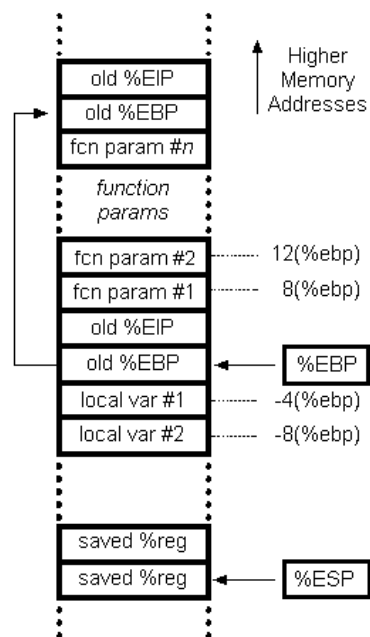 old %EIP
old %EBP
fcn param #n
function
params
fcn param #2
fcn param #1
old %EIP
old %EBP
local var #1
local var #2
saved %reg
saved %reg
Higher
Memory
Addresses
12(%ebp)
8(%ebp)
%EBP
-4(%ebp)
-8(%ebp)
%ESP